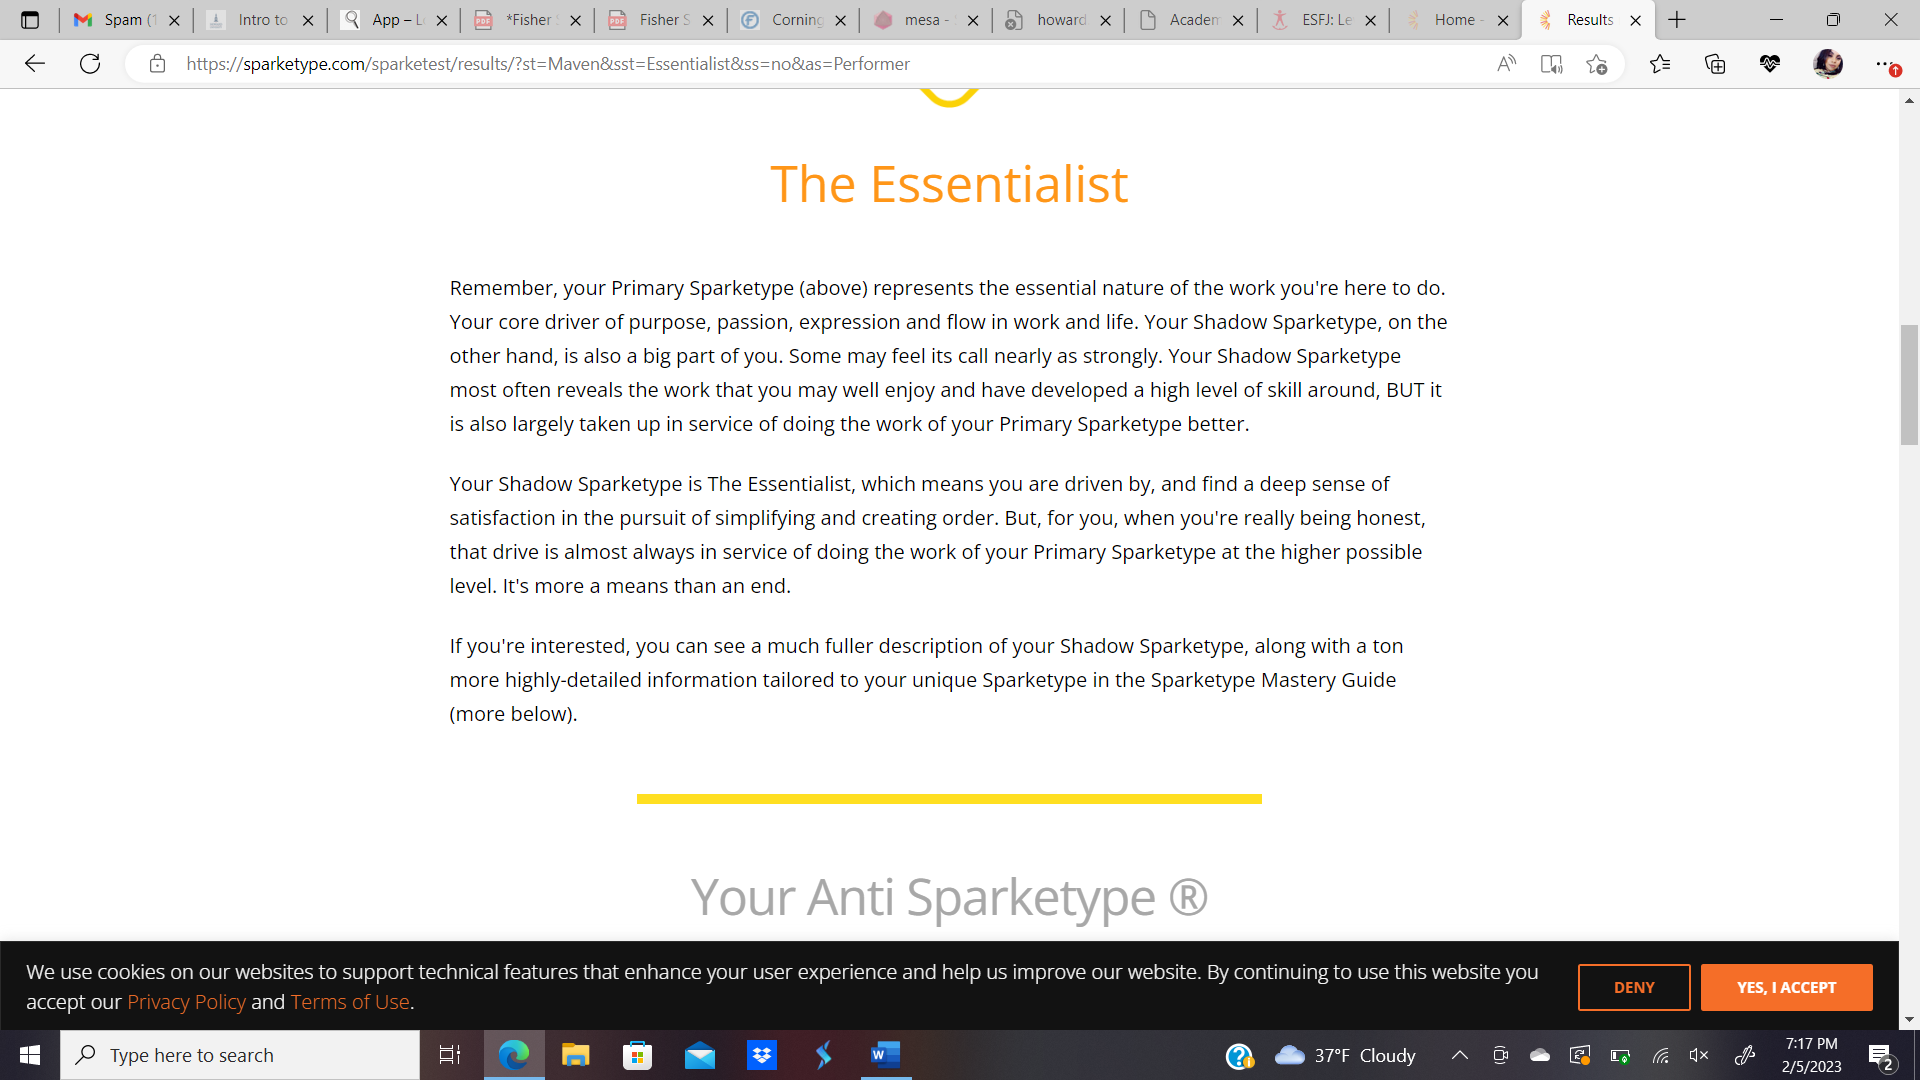 Spam (1
Intro to
App – L
*Fisher
Fisher S
Corning
mesa -
howard
Academ
ESFJ: Le
Home -
Results
https://sparketype.com/sparketest/results/?st=Maven&sst=Essentialist&ss=no&as=Performer
The Essentialist
Remember, your Primary Sparketype (above) represents the essential nature of the work you're here to do.
Your core driver of purpose, passion, expression and flow in work and life. Your Shadow Sparketype, on the
other hand, is also a big part of you. Some may feel its call nearly as strongly. Your Shadow Sparketype
most often reveals the work that you may well enjoy and have developed a high level of skill around, BUT it
is also largely taken up in service of doing the work of your Primary Sparketype better.
Your Shadow Sparketype is The Essentialist, which means you are driven by, and find a deep sense of
satisfaction in the pursuit of simplifying and creating order. But, for you, when you're really being honest,
that drive is almost always in service of doing the work of your Primary Sparketype at the higher possible
level. It's more a means than an end.
If you're interested, you can see a much fuller description of your Shadow Sparketype, along with a ton
more highly-detailed information tailored to your unique Sparketype in the Sparketype Mastery Guide
(more below).
Your Anti Sparketype ®
We use cookies on our websites to support technical features that enhance your user experience and help us improve our website. By continuing to use this website you
accept our Privacy Policy and Terms of Use.
DENY
YES, I ACCEPT
Type here to search
37°F Cloudy
7:17 PM
2/5/2023
2